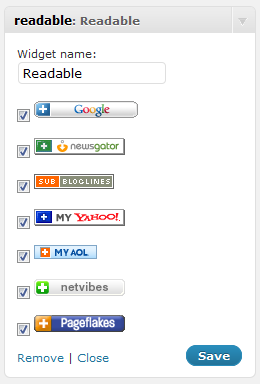 readable: Readable
Widget name:
Readable
Google
newsgator
SUB BLOGLINES
MY YAHOO!
MY AOL
netvibes
Pageflakes
Remove | Close
Save